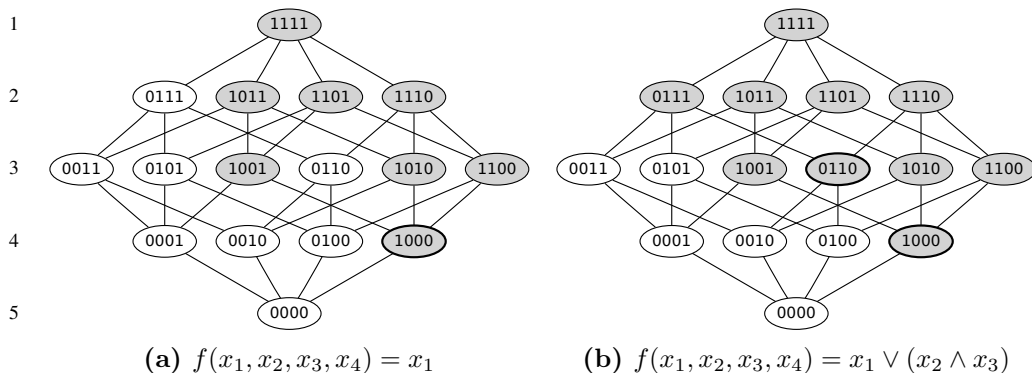 1 1111 1111
2 0111 1011 1101 1110 0111 1011 1101 1110
3 0011 0101 1001 0110 1010 1100 0011 0101 1001 0110 1010 1100
4 0001 0010 0100 1000 0001 0010 0100 1000
5 0000 0000
(a) f(x₁, x₂, x₃, x₄) = x₁ (b) f(x₁, x₂, x₃, x₄) = x₁ ∨ (x₂ ∧ x₃)